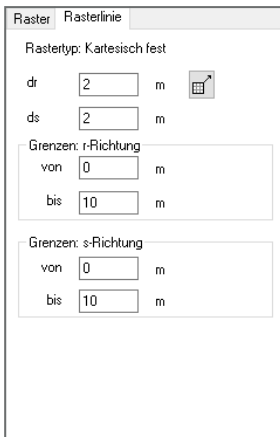 Raster Rasterlinie
Rastertyp: Kartesisch fest
dr 2 m
ds 2 m
Grenzen: r-Richtung
von 0 m
bis 10 m
Grenzen: s-Richtung
von 0 m
bis 10 m